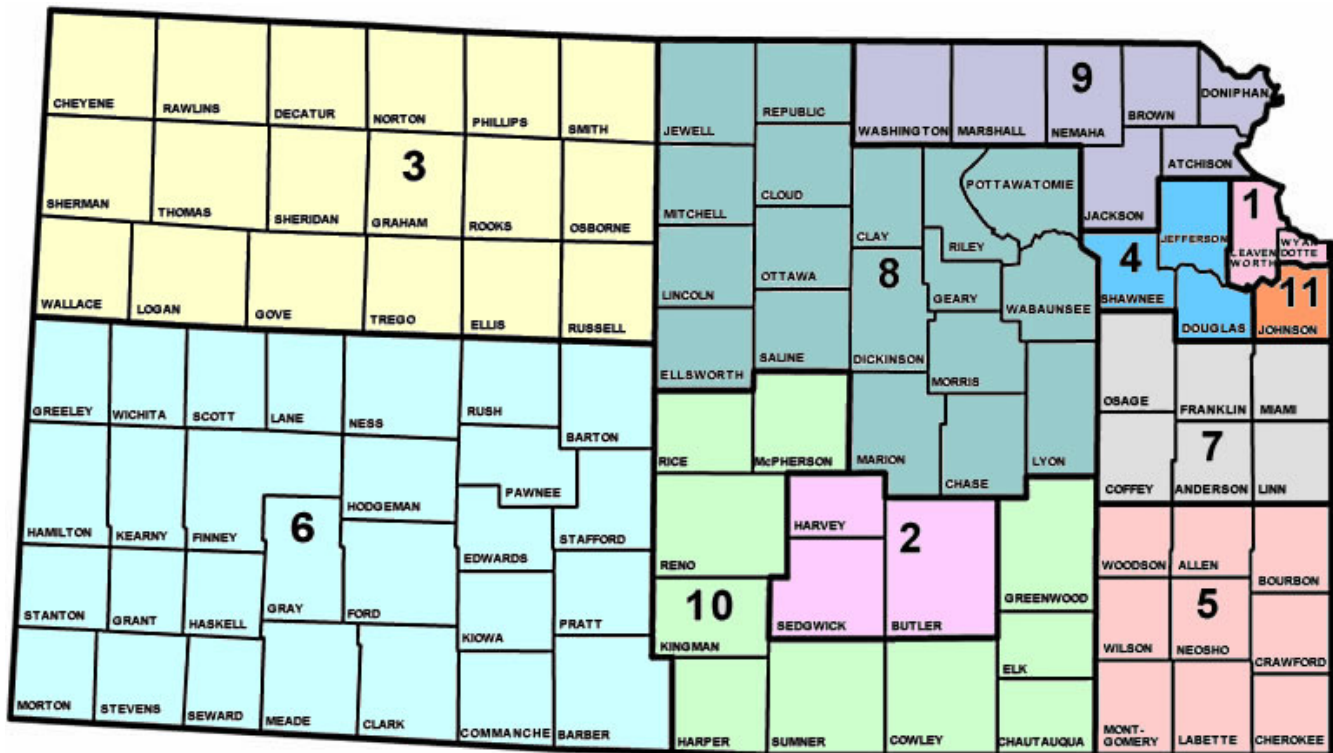 CHEYENE
RAWLINS
DECATUR
NORTON
PHILLIPS
SMITH
JEWELL
REPUBLIC
WASHINGTON
MARSHALL
NEMAHA
9
BROWN
DONIPHAN
ATCHISON
JACKSON
SHERMAN
THOMAS
SHERIDAN
3
GRAHAM
ROOKS
OSBORNE
MITCHELL
CLOUD
CLAY
RILEY
POTTAWATOMIE
JEFFERSON
1
LEAVEN
WORTH
WYAN
DOTTE
WALLACE
LOGAN
GOVE
TREGO
ELLIS
RUSSELL
LINCOLN
OTTAWA
8
GEARY
WABAUNSEE
4
SHAWNEE
DOUGLAS
11
JOHNSON
ELLSWORTH
SALINE
DICKINSON
MORRIS
GREELEY
WICHITA
SCOTT
LANE
NESS
RUSH
BARTON
RICE
McPHERSON
MARION
CHASE
LYON
OSAGE
FRANKLIN
MIAMI
COFFEY
7
ANDERSON
LINN
HAMILTON
KEARNY
FINNEY
6
HODGEMAN
PAWNEE
EDWARDS
STAFFORD
RENO
HARVEY
2
GREENWOOD
WOODSON
ALLEN
BOURBON
STANTON
GRANT
HASKELL
GRAY
FORD
KIOWA
PRATT
10
KINGMAN
SEDGWICK
BUTLER
ELK
WILSON
5
NEOSHO
CRAWFORD
MORTON
STEVENS
SEWARD
MEADE
CLARK
COMMANCHE
BARBER
HARPER
SUMNER
COWLEY
CHAUTAUQUA
MONT-
GOMERY
LABETTE
CHEROKEE